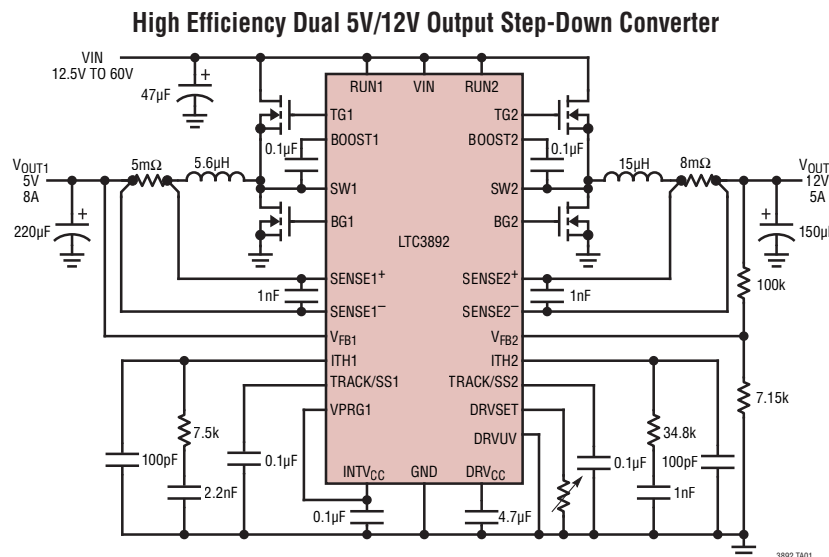 High Efficiency Dual 5V/12V Output Step-Down Converter
VIN
12.5V TO 60V
47µF
+
RUN1
VIN
RUN2
TG1
TG2
BOOST1
BOOST2
0.1µF
0.1µF
VOUT1
5V
8A
5mΩ
5.6µH
SW1
SW2
15µH
8mΩ
VOUT
12V
5A
220µF
+
BG1
BG2
+
150µ
LTC3892
SENSE1+
SENSE2+
1nF
1nF
SENSE1−
SENSE2−
100k
VFB1
VFB2
ITH1
ITH2
TRACK/SS1
TRACK/SS2
7.15k
VPRG1
DRVSET
7.5k
34.8k
DRVUV
100pF
0.1µF
0.1µF
100pF
2.2nF
INTVCC
GND
DRVCC
1nF
0.1µF
4.7µF
3892 TA01